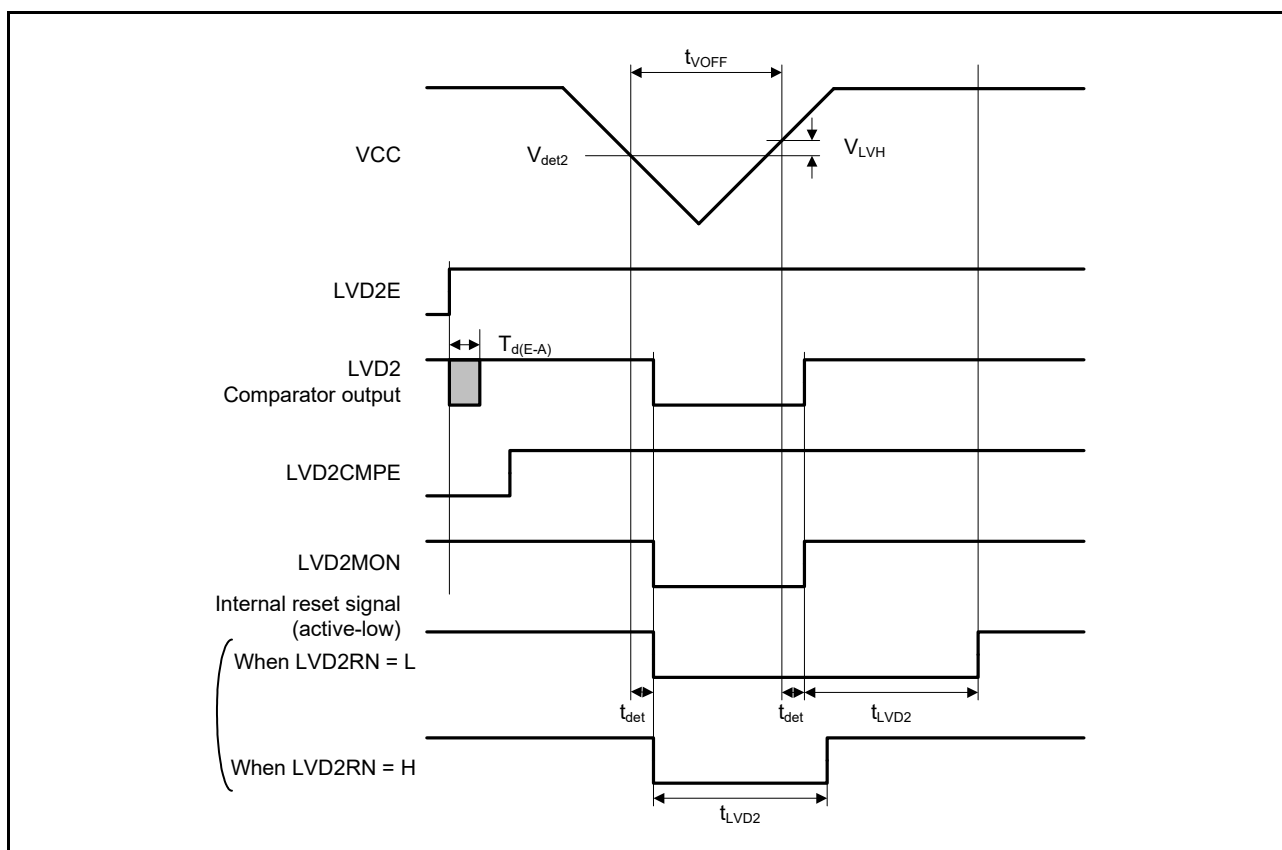 tVOFF
VCC
Vdet2
VLVH
LVD2E
Td(E-A)
LVD2
Comparator output
LVD2CMPE
LVD2MON
Internal reset signal
(active-low)
When LVD2RN = L
tdet
tdet
tLVD2
When LVD2RN = H
tLVD2